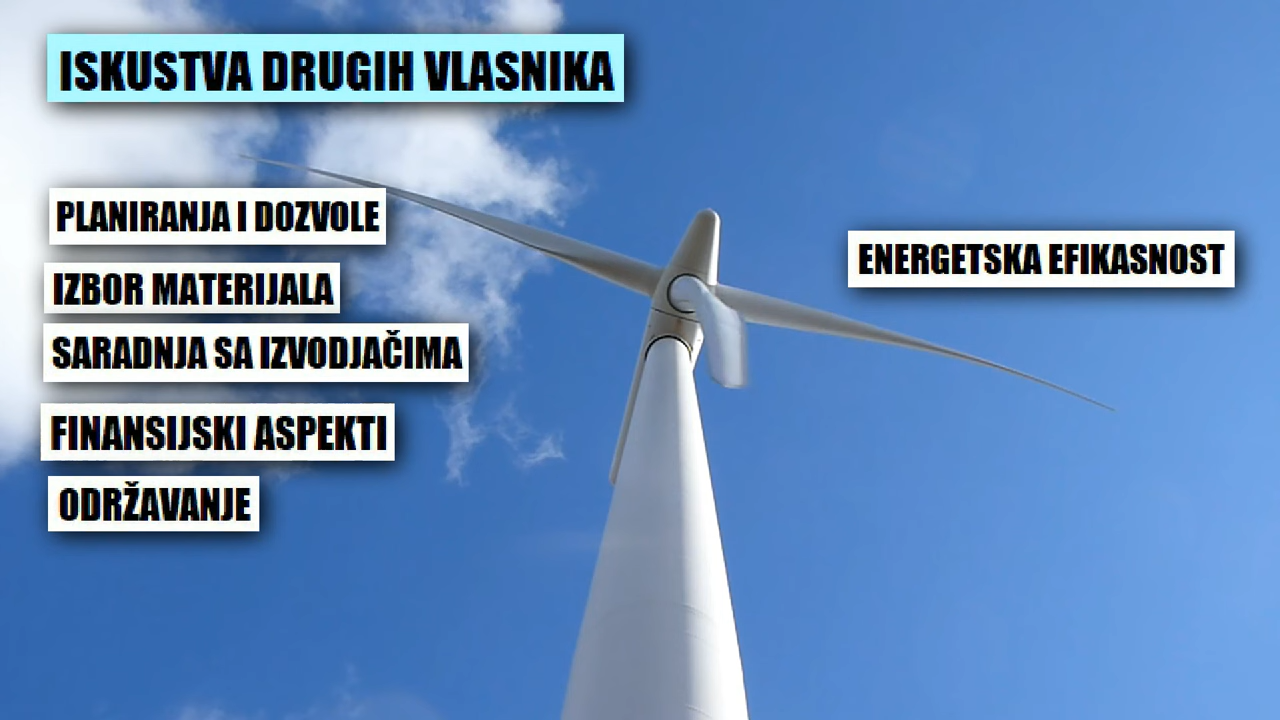 ISKUSTVA DRUGIH VLASNIKA
PLANIRANJA I DOZVOLE
IZBOR MATERIJALA
SARADNJA SA IZVODJAČIMA
FINANSIJSKI ASPEKTI
ODRŽAVANJE
ENERGETSKA EFIKASNOST